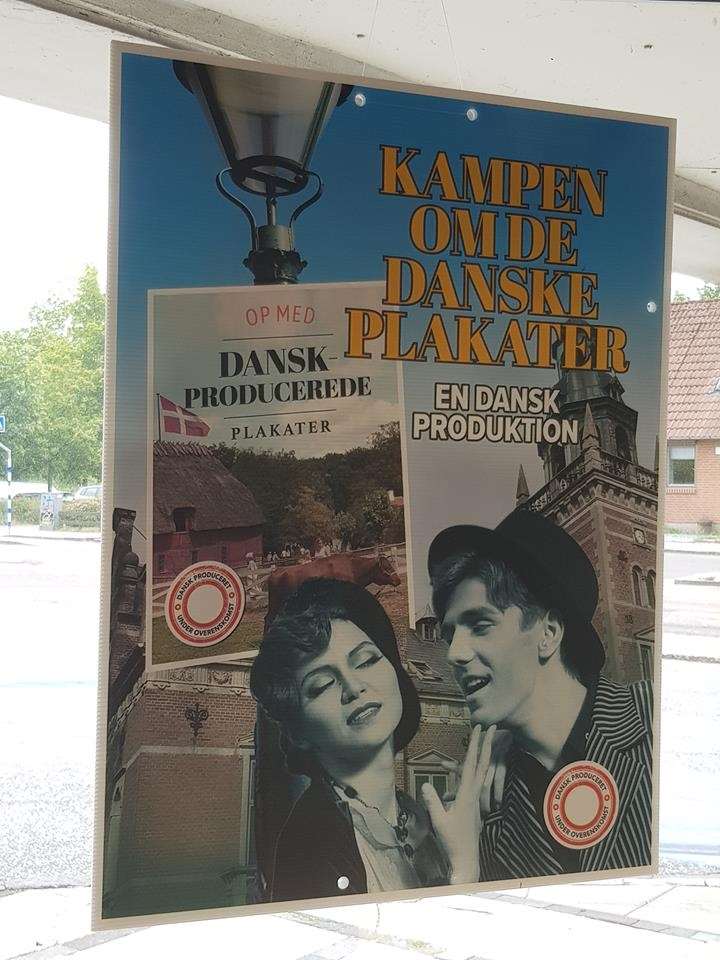 KAMPEN
OM DE
DANSKE
PLAKATER
EN DANSK
PRODUKTION
OP MED
DANSK-
PRODUCEREDE
PLAKATER
DANSK PRODUCERET
UNDER OVERENSKOMST
DANSK PRODUCERET
UNDER OVERENSKOMST